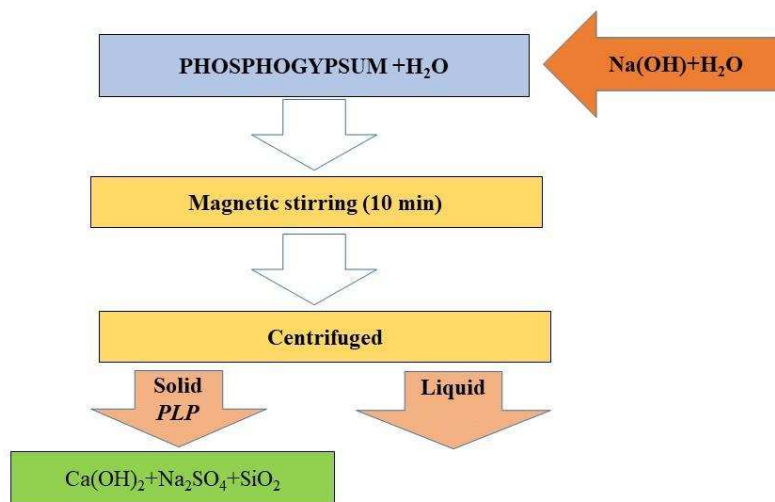 PHOSPHOGYPSUM +H₂O
Na(OH)+H₂O
Magnetic stirring (10 min)
Centrifuged
Solid
PLP
Liquid
Ca(OH)₂+Na₂SO₄+SiO₂